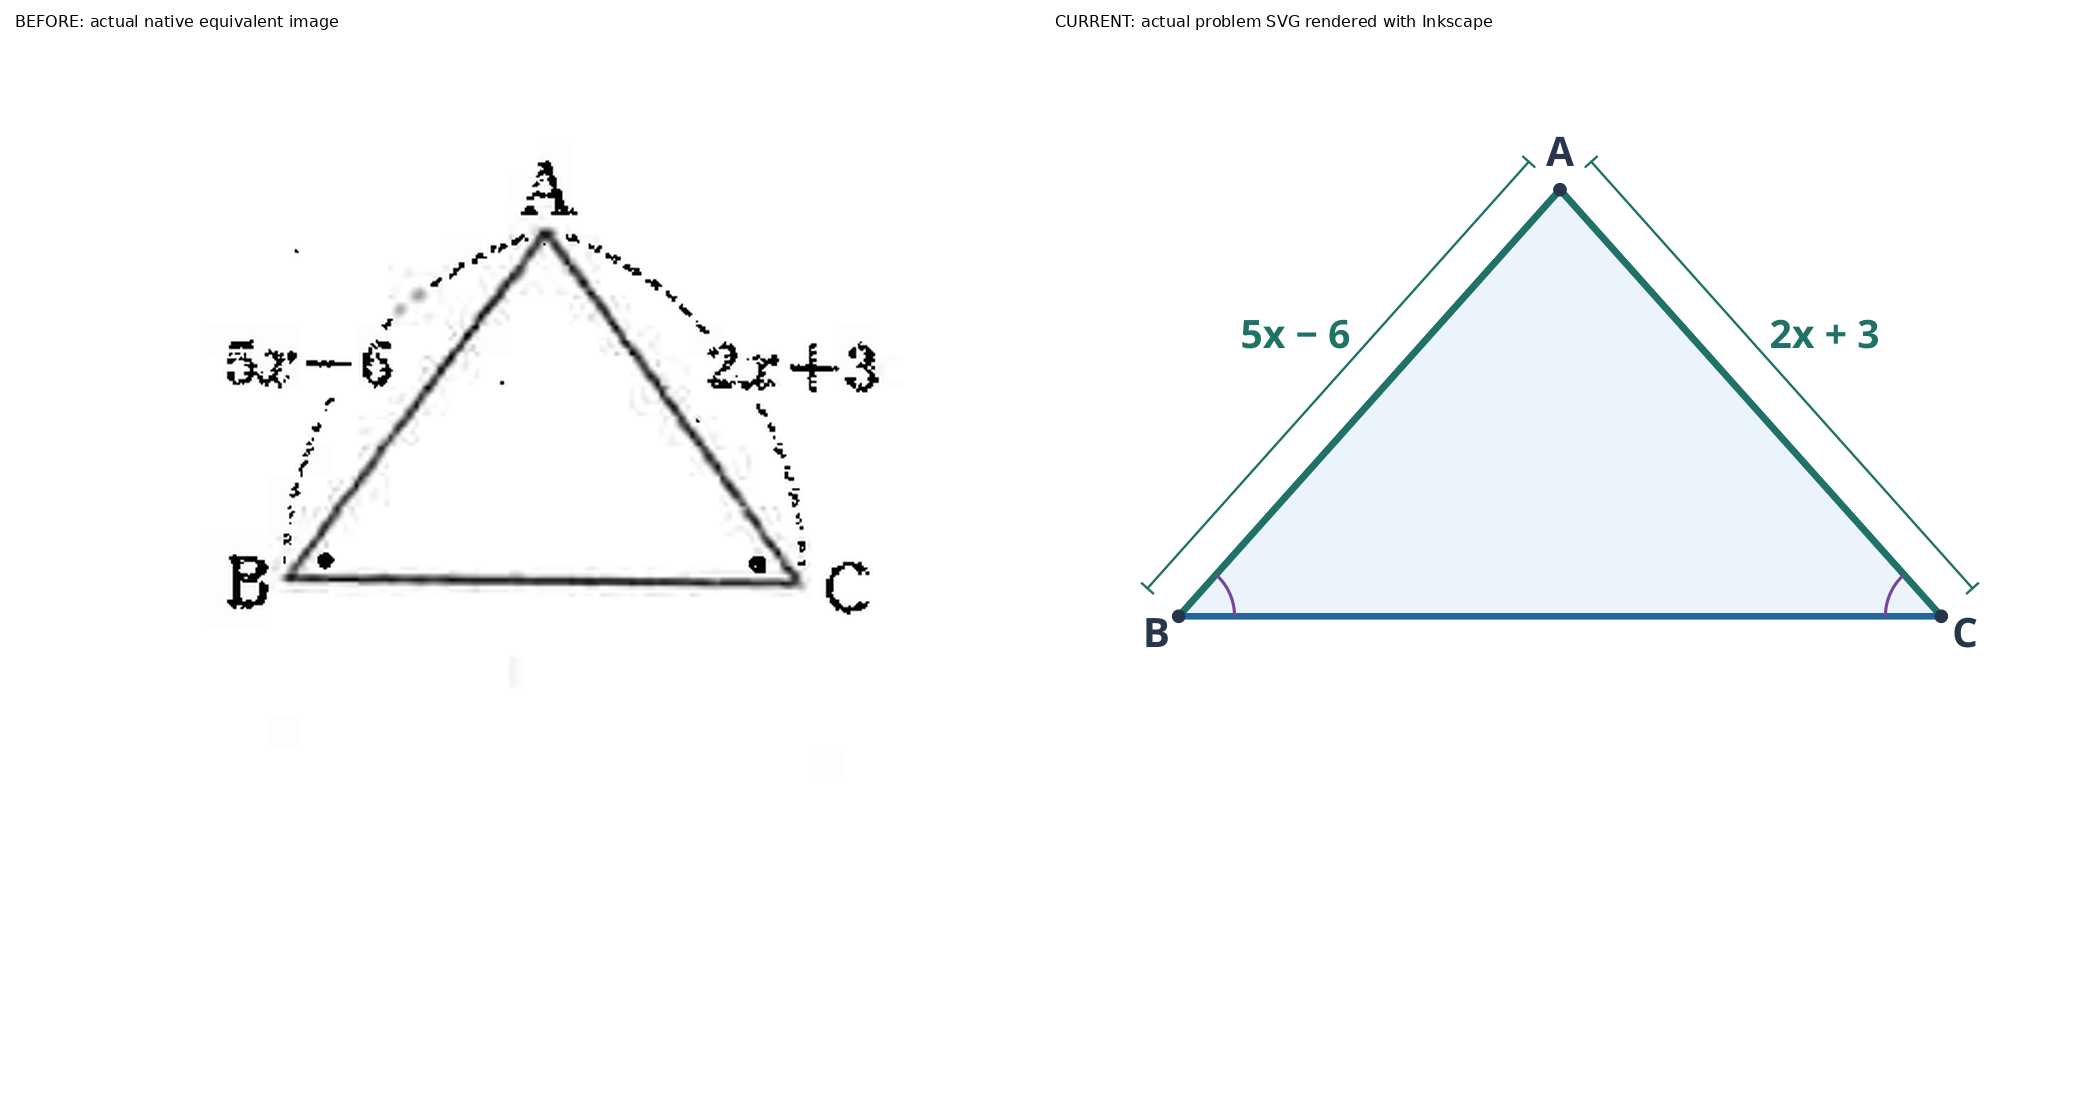 BEFORE: actual native equivalent image
A
5x−6
2x+3
B
C
CURRENT: actual problem SVG rendered with Inkscape
A
5x − 6
2x + 3
B
C